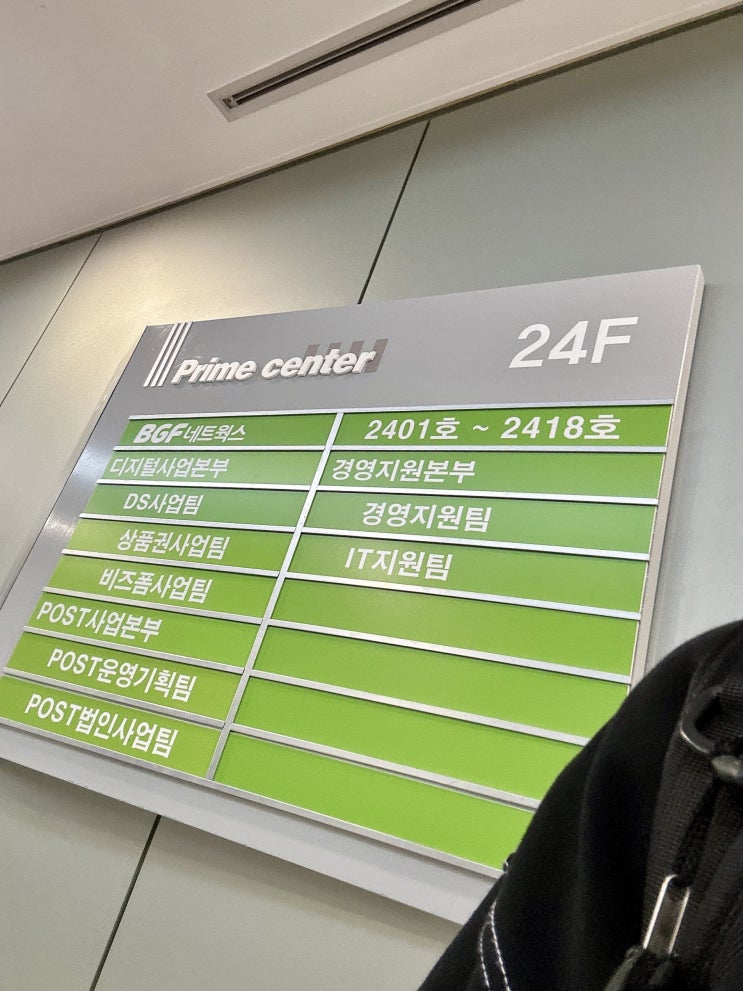 Prime center
24F
BGF네트웍스
2401호 ~ 2418호
디지털사업본부
경영지원본부
DS사업팀
경영지원팀
상품권사업팀
IT지원팀
비즈폼사업팀
POST사업본부
POST운영기획팀
POST법인사업팀